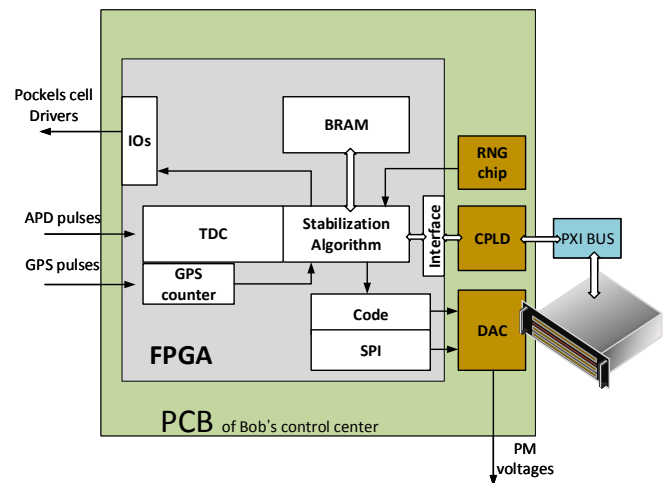 Pockels cell
Drivers
IOs
BRAM
RNG
chip
APD pulses
TDC
Stabilization
Algorithm
Interface
CPLD
PXI BUS
GPS pulses
GPS
counter
Code
SPI
DAC
FPGA
PCB of Bob's control center
PM
voltages